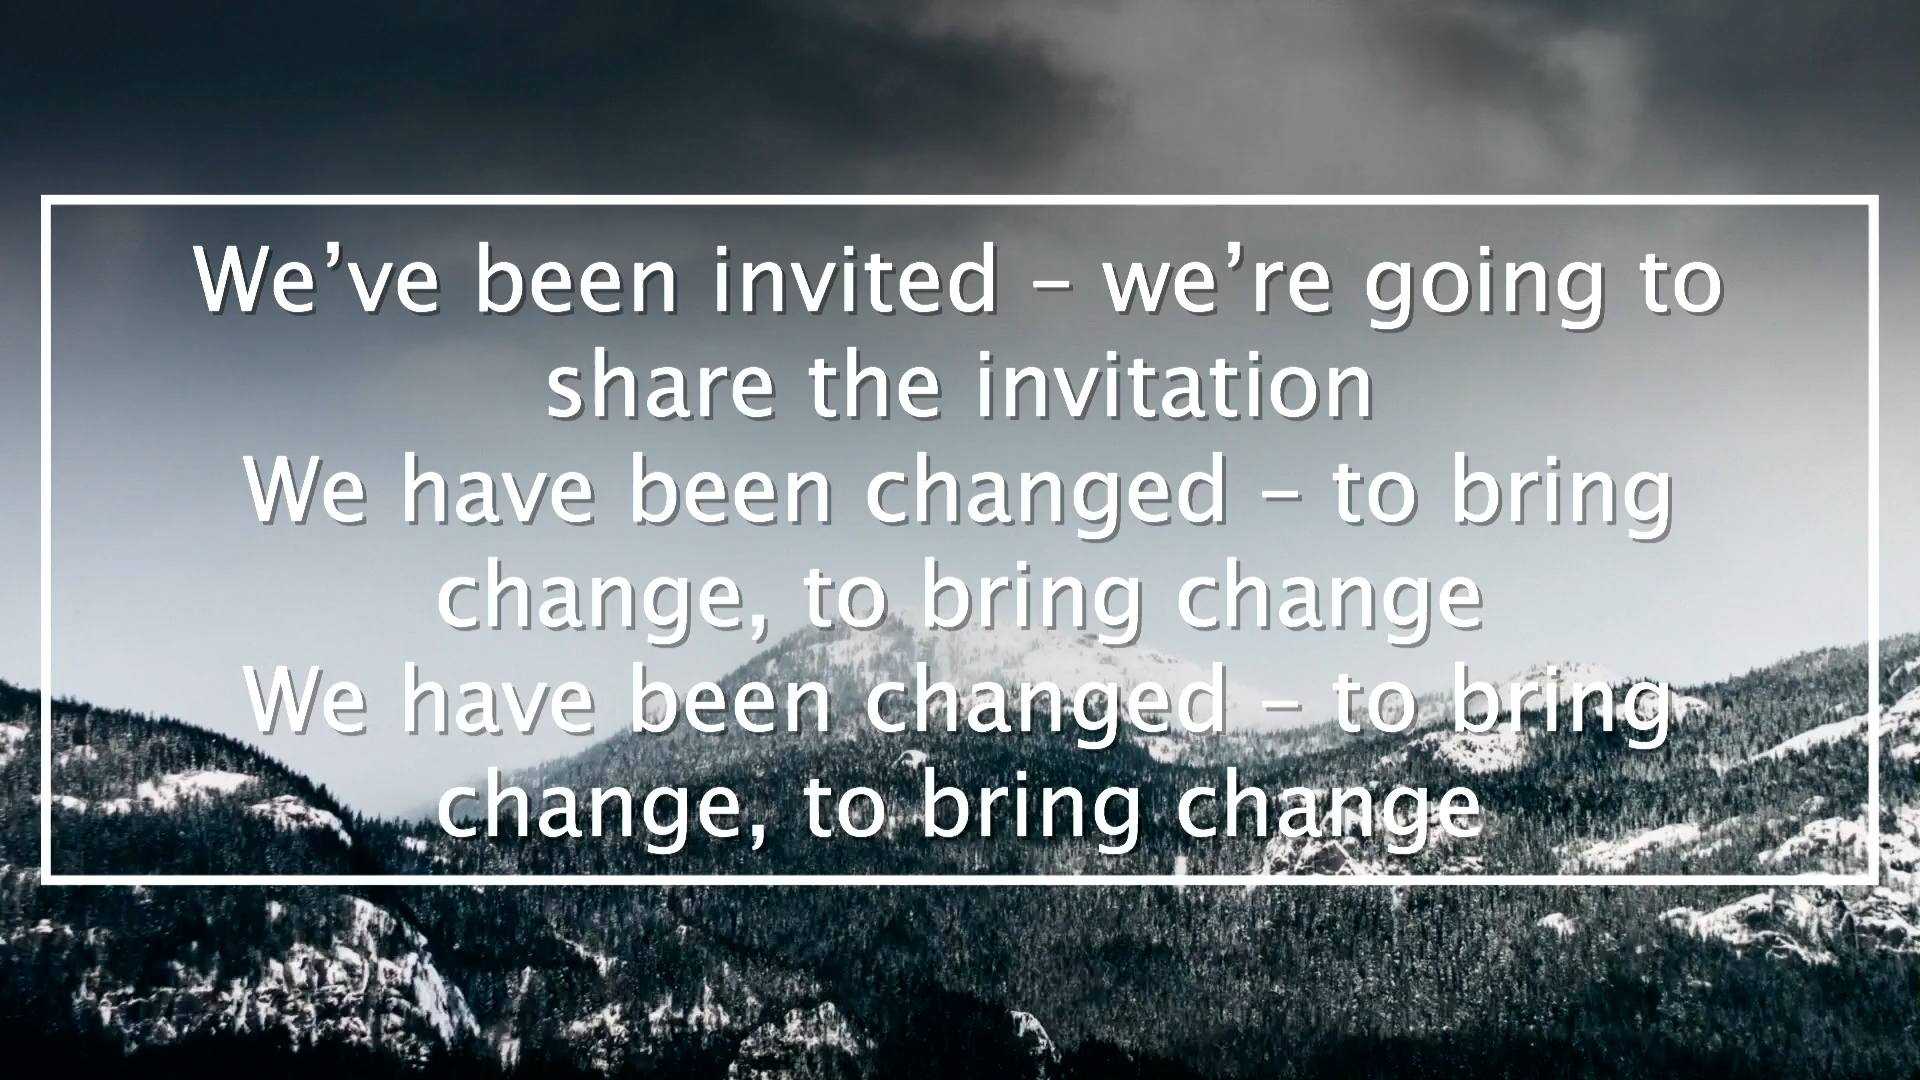 We’ve been invited – we’re going to
share the invitation
We have been changed – to bring
change, to bring change
We have been changed – to bring
change, to bring change